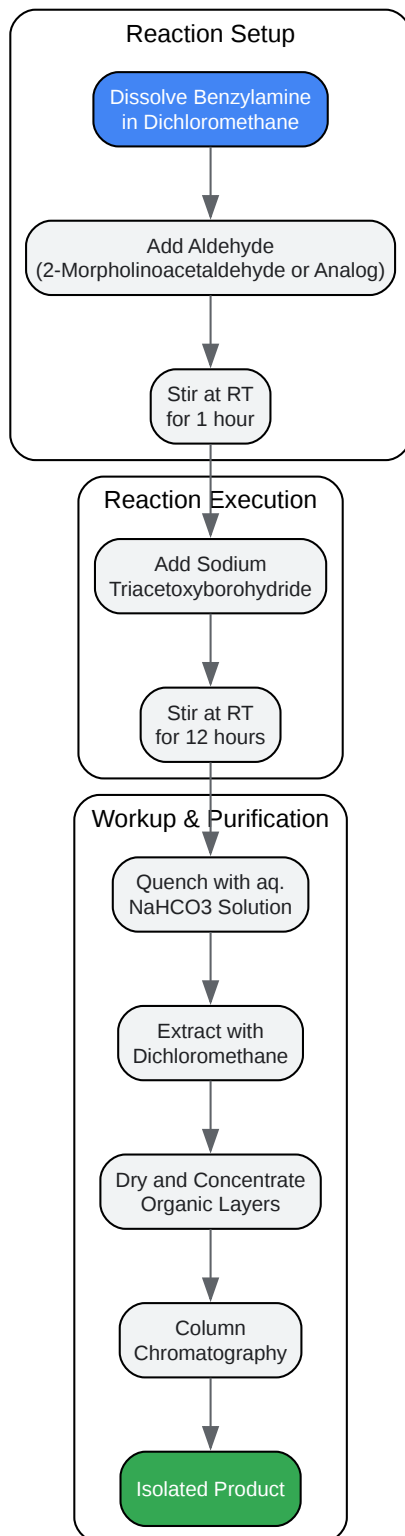 Reaction Setup
Dissolve Benzylamine
in Dichloromethane
Add Aldehyde
(2-Morpholinoacetaldehyde or Analog)
Stir at RT
for 1 hour
Reaction Execution
Add Sodium
Triacetoxyborohydride
Stir at RT
for 12 hours
Workup & Purification
Quench with aq.
NaHCO3 Solution
Extract with
Dichloromethane
Dry and Concentrate
Organic Layers
Column
Chromatography
Isolated Product